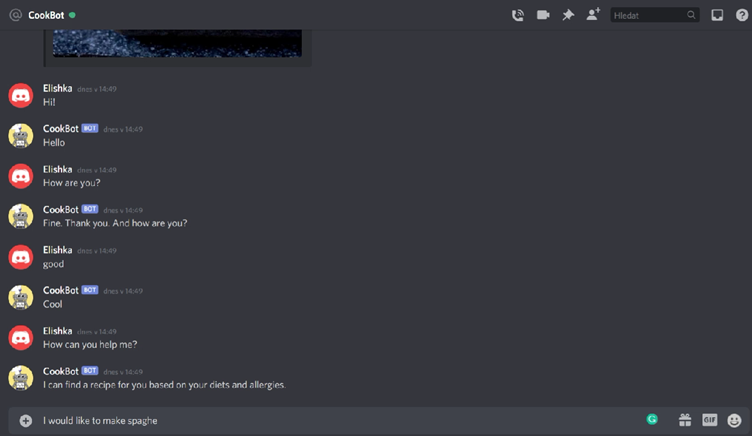 CookBot
Hledat
Elishka dnes v 14:49
Hi!
CookBot BOT dnes v 14:49
Hello
Elishka dnes v 14:49
How are you?
CookBot BOT dnes v 14:49
Fine. Thank you. And how are you?
Elishka dnes v 14:49
good
CookBot BOT dnes v 14:49
Cool
Elishka dnes v 14:49
How can you help me?
CookBot BOT dnes v 14:49
I can find a recipe for you based on your diets and allergies.
I would like to make spaghe
GIF